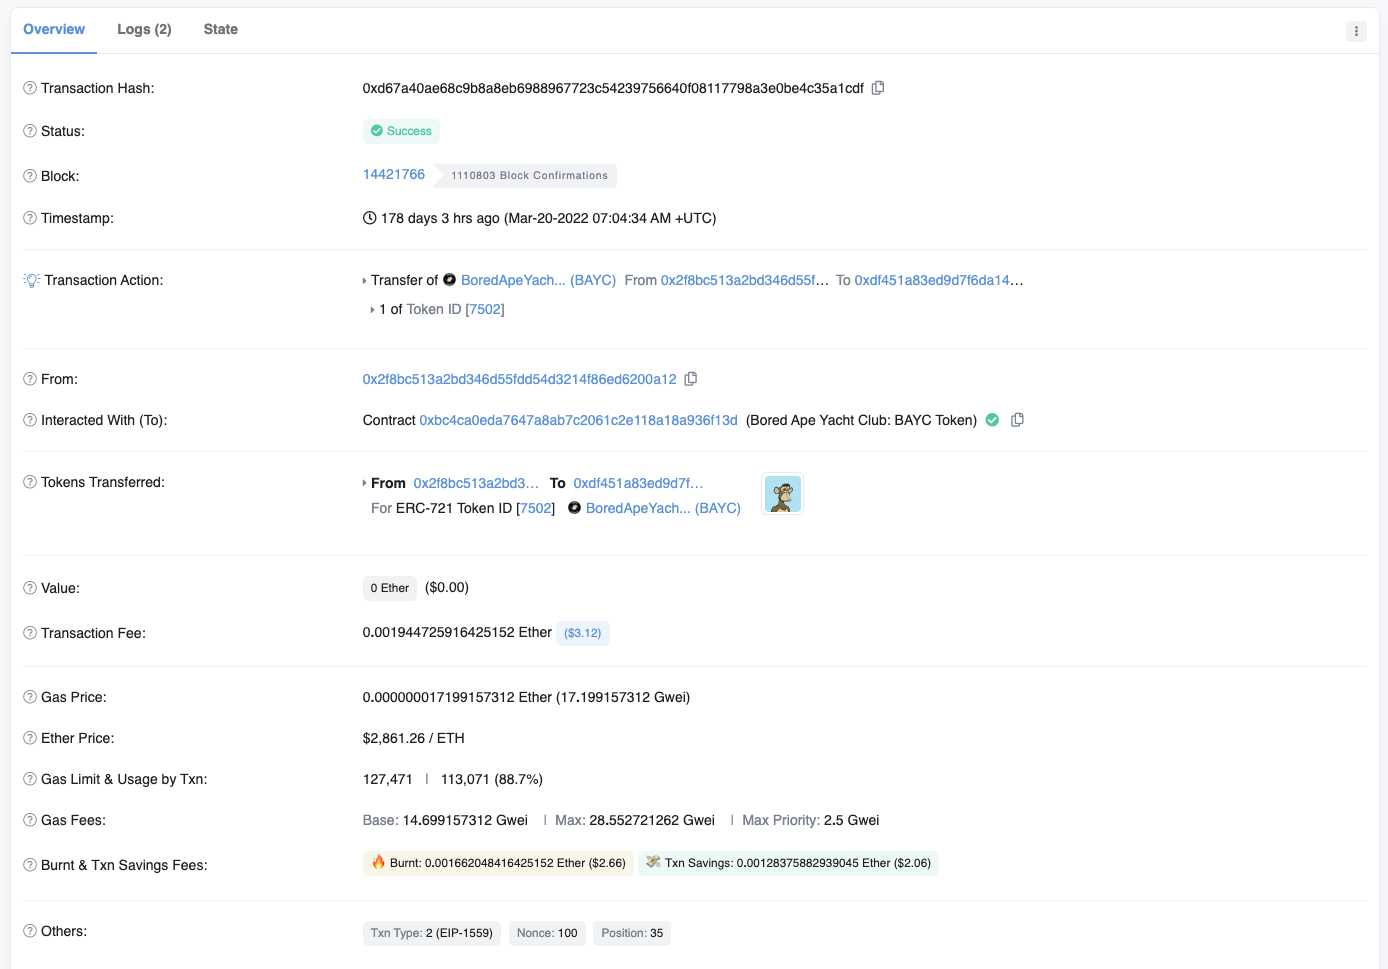 Overview Logs (2) State
Transaction Hash: 0xd67a40ae68c9b8a8eb6988967723c54239756640f08117798a3e0be4c35a1cdf
Status: Success
Block: 14421766 1110803 Block Confirmations
Timestamp: 178 days 3 hrs ago (Mar-20-2022 07:04:34 AM +UTC)
Transaction Action: Transfer of BoredApeYach... (BAYC) From 0x2f8bc513a2bd346d55f... To 0xdf451a83ed9d7f6da14...
1 of Token ID [7502]
From: 0x2f8bc513a2bd346d55fdd54d3214f86ed6200a12
Interacted With (To): Contract 0xbc4ca0eda7647a8ab7c2061c2e118a18a936f13d (Bored Ape Yacht Club: BAYC Token)
Tokens Transferred: From 0x2f8bc513a2bd3... To 0xdf451a83ed9d7f...
For ERC-721 Token ID [7502] BoredApeYach... (BAYC)
Value: 0 Ether ($0.00)
Transaction Fee: 0.001944725916425152 Ether ($3.12)
Gas Price: 0.000000017199157312 Ether (17.199157312 Gwei)
Ether Price: $2,861.26 / ETH
Gas Limit & Usage by Txn: 127,471 | 113,071 (88.7%)
Gas Fees: Base: 14.699157312 Gwei | Max: 28.552721262 Gwei | Max Priority: 2.5 Gwei
Burnt & Txn Savings Fees: 🔥 Burnt: 0.001662048416425152 Ether ($2.66) 💸 Txn Savings: 0.00128375882939045 Ether ($2.06)
Others: Txn Type: 2 (EIP-1559) Nonce: 100 Position: 35